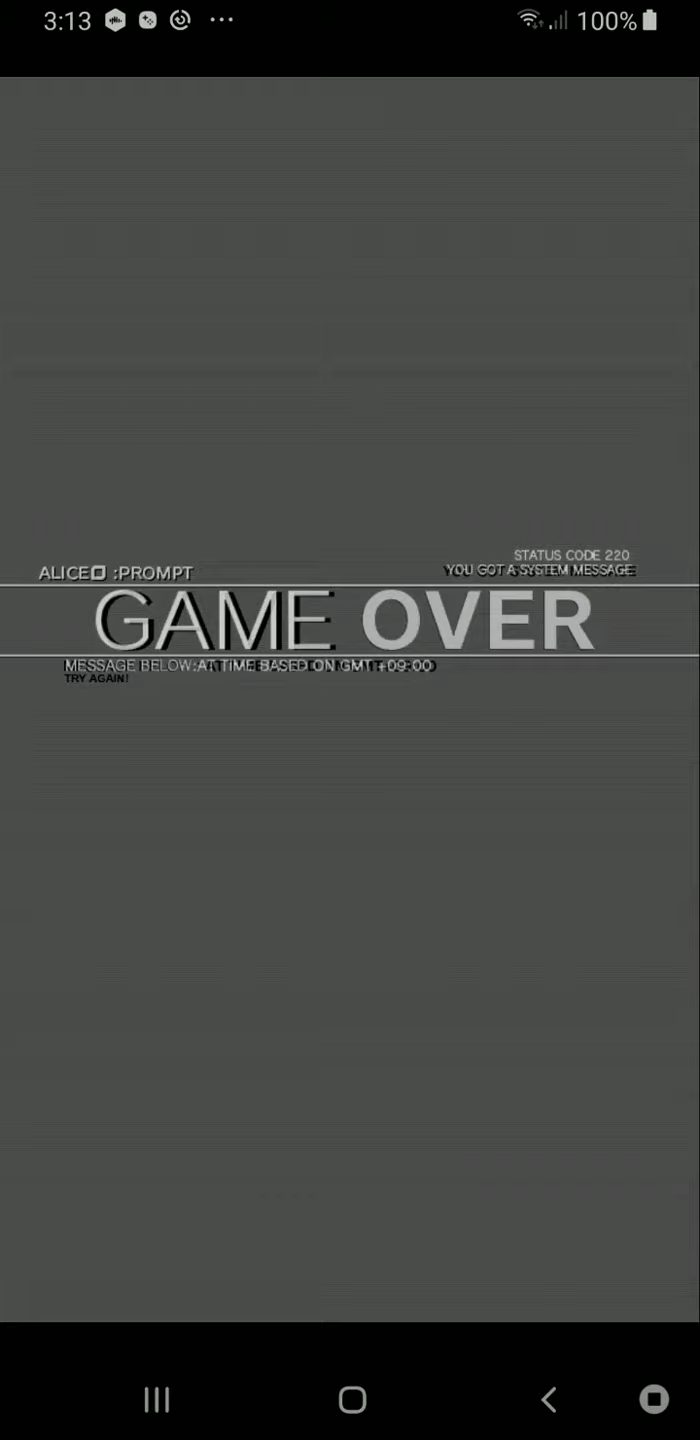 3:13
100%
STATUS CODE 220
ALICE :PROMPT
YOU GOT A SYSTEM MESSAGE
GAME OVER
MESSAGE BELOW:AT TIME BASED ON GMT +09:00
TRY AGAIN!